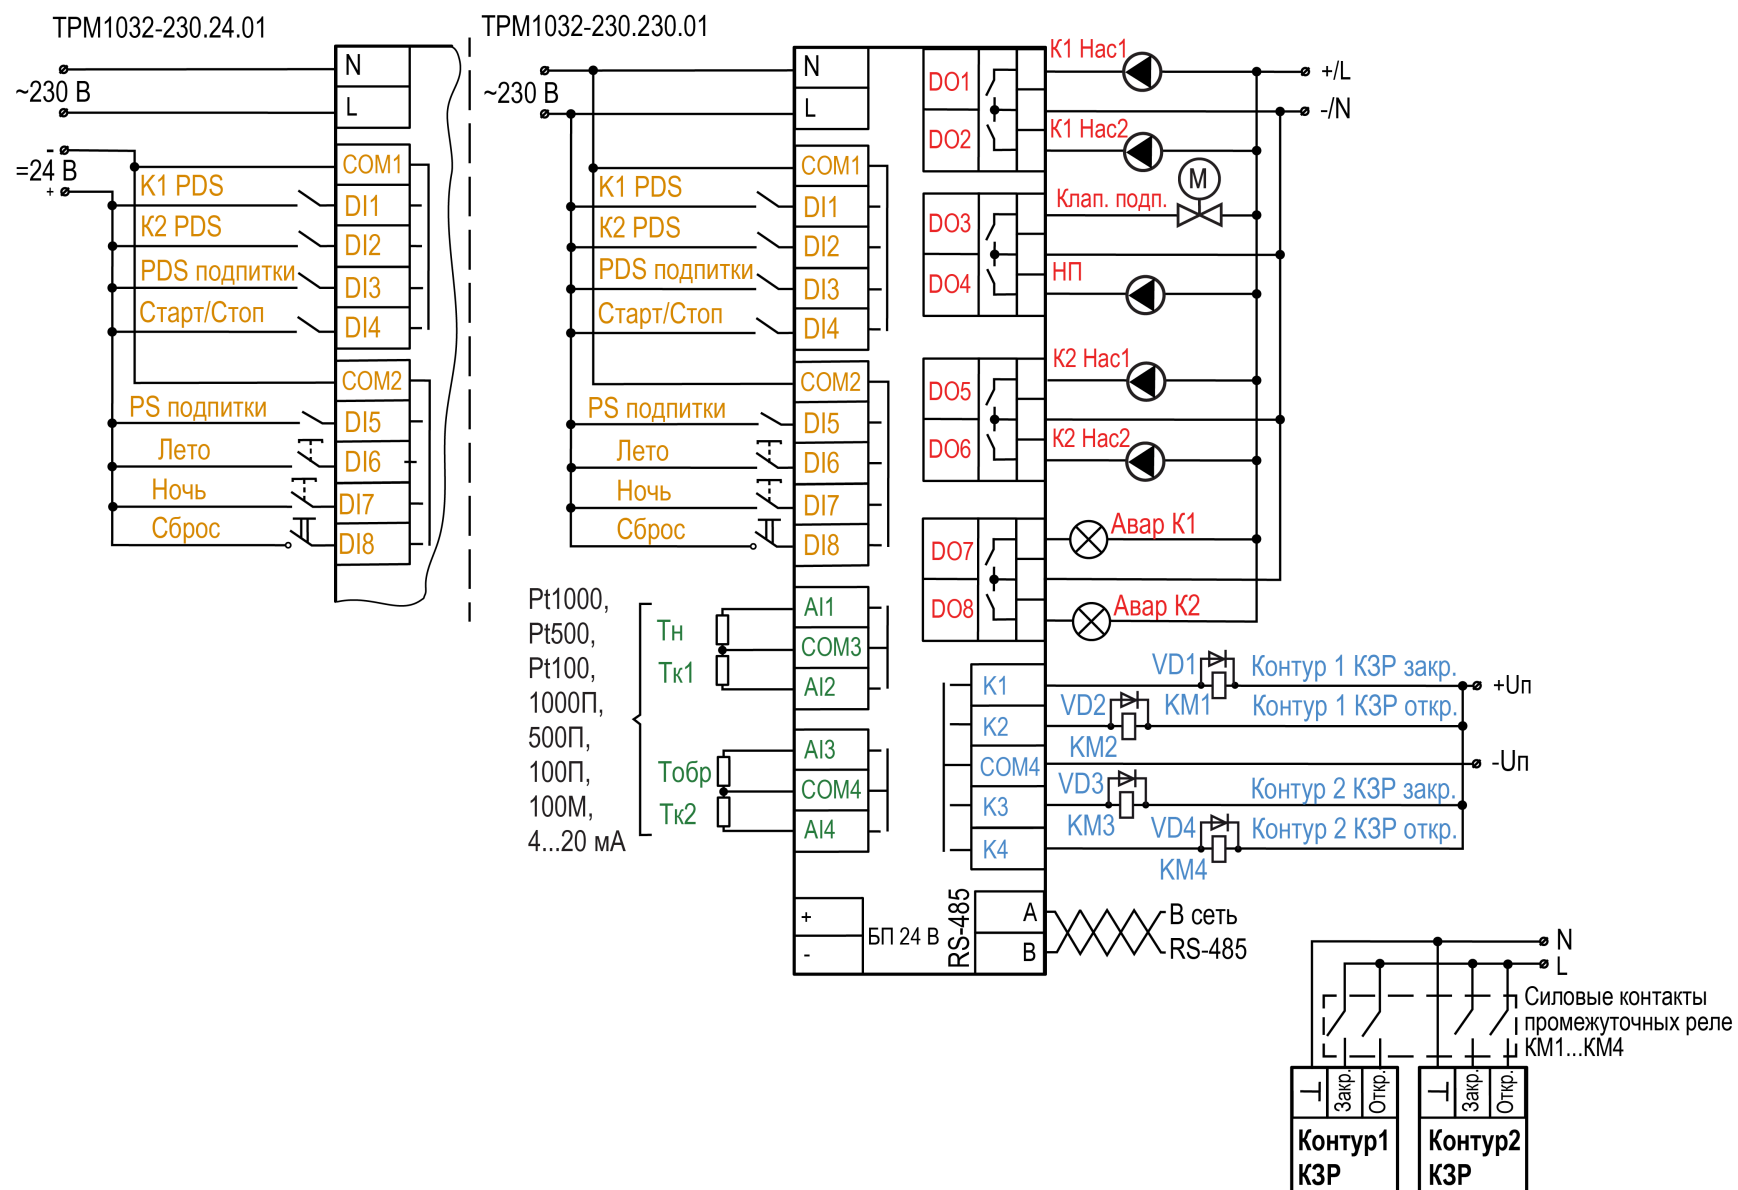 ТРМ1032-230.24.01
~230 В
N
L
-
=24 В
+
COM1
K1 PDS
DI1
К2 PDS
DI2
PDS подпитки
DI3
Старт/Стоп
DI4
COM2
PS подпитки
DI5
Лето
DI6
Ночь
DI7
Сброс
DI8
ТРМ1032-230.230.01
~230 В
N
L
COM1
K1 PDS
DI1
К2 PDS
DI2
PDS подпитки
DI3
Старт/Стоп
DI4
COM2
PS подпитки
DI5
Лето
DI6
Ночь
DI7
Сброс
DI8
Pt1000,
Pt500,
Pt100,
1000П,
500П,
100П,
100М,
4...20 мА
Тн
Тк1
AI1
COM3
AI2
Тобр
Тк2
AI3
COM4
AI4
+
-
БП 24 В
DO1
К1 Нас1
+/L
-/N
DO2
К1 Нас2
M
DO3
Клап. подп.
DO4
НП
DO5
К2 Нас1
DO6
К2 Нас2
DO7
Авар К1
DO8
Авар К2
K1
VD1
KM1
Контур 1 КЗР закр.
+Uп
K2
VD2
KM2
Контур 1 КЗР откр.
COM4
-Uп
K3
VD3
KM3
Контур 2 КЗР закр.
K4
VD4
KM4
Контур 2 КЗР откр.
RS-485
A
B
В сеть
RS-485
N
L
Силовые контакты
промежуточных реле
КМ1...КМ4
Закр.
Откр.
Контур1
КЗР
Закр.
Откр.
Контур2
КЗР